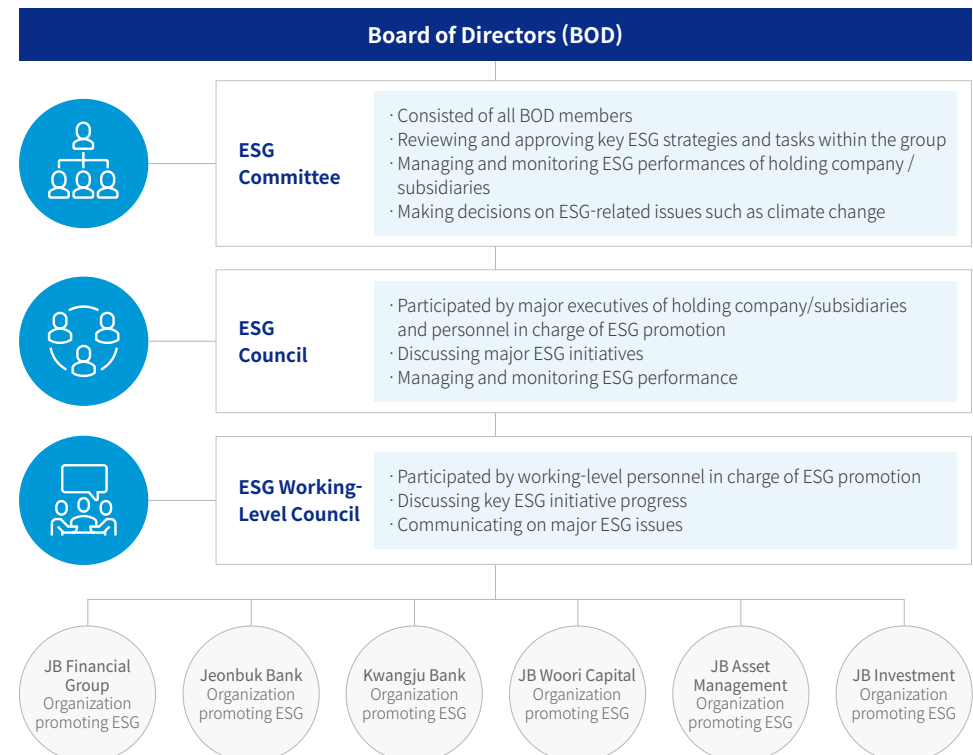 Board of Directors (BOD)
ESG
Committee
· Consisted of all BOD members
· Reviewing and approving key ESG strategies and tasks within the group
· Managing and monitoring ESG performances of holding company /
subsidiaries
· Making decisions on ESG-related issues such as climate change
ESG
Council
· Participated by major executives of holding company/subsidiaries
and personnel in charge of ESG promotion
· Discussing major ESG initiatives
· Managing and monitoring ESG performance
ESG Working-
Level Council
· Participated by working-level personnel in charge of ESG promotion
· Discussing key ESG initiative progress
· Communicating on major ESG issues
JB Financial
Group
Organization
promoting ESG
Jeonbuk Bank
Organization
promoting ESG
Kwangju Bank
Organization
promoting ESG
JB Woori Capital
Organization
promoting ESG
JB Asset
Management
Organization
promoting ESG
JB Investment
Organization
promoting ESG